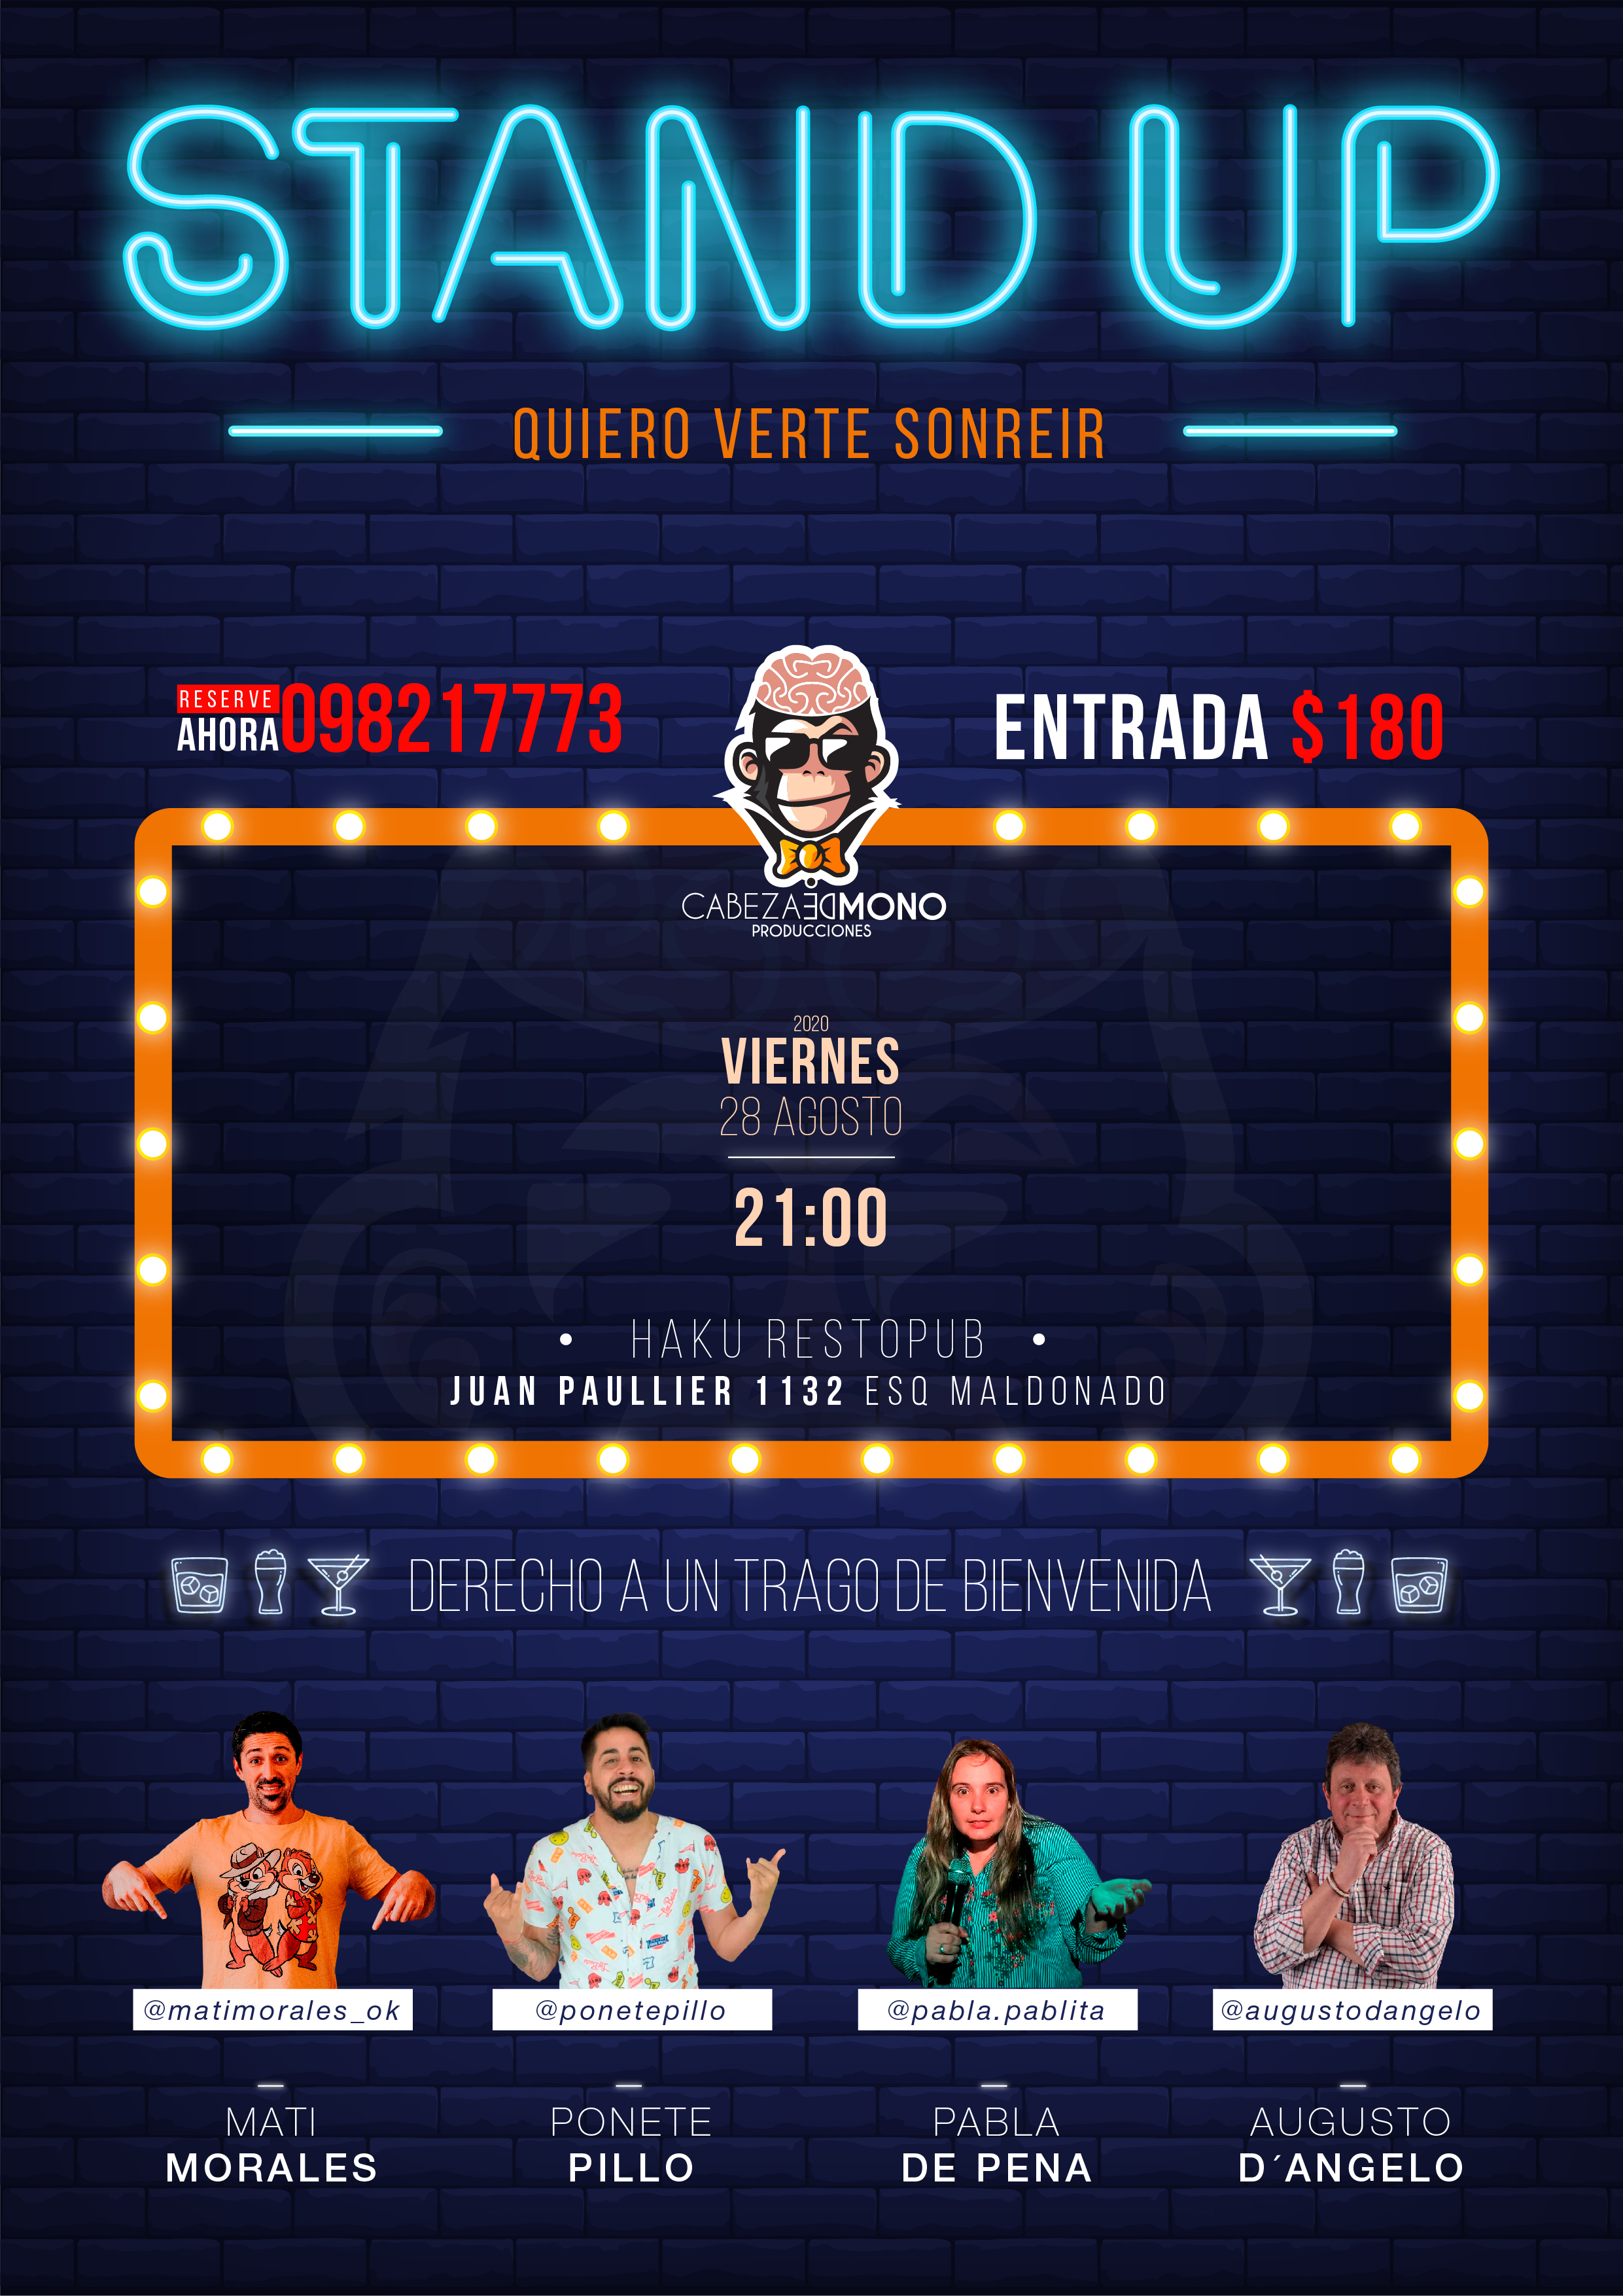 STAND UP
QUIERO VERTE SONREIR
RESERVE
AHORA 098217773
ENTRADA $180
CABEZA DE MONO
PRODUCCIONES
2020
VIERNES
28 AGOSTO
21:00
• HAKU RESTOPUB •
JUAN PAULLIER 1132 ESQ MALDONADO
DERECHO A UN TRAGO DE BIENVENIDA
@matimorales_ok
@ponetepillo
@pabla.pablita
@augustodangelo
MATI
MORALES
PONETE
PILLO
PABLA
DE PENA
AUGUSTO
D´ANGELO